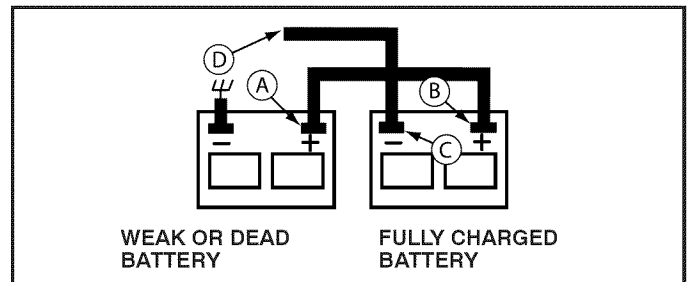 D
A
B
C
− + − +
WEAK OR DEAD
BATTERY
FULLY CHARGED
BATTERY